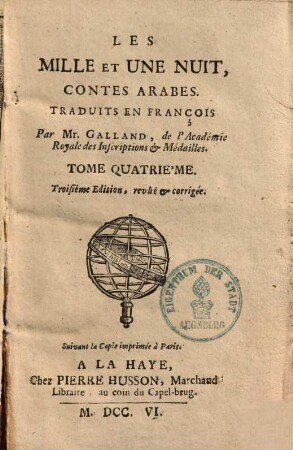 LES
MILLE ET UNE NUIT,
CONTES ARABES.
TRADUITS EN FRANÇOIS
Par Mr. GALLAND, de l'Académie
Royale des Inscriptions & Médailles.
TOME QUATRIE'ME.
Troisiéme Edition, revûë & corrigée.
EIGENTUM DER STADT
AUGSBURG
Suivant la Copie imprimée à Paris.
A LA HAYE,
Chez PIERRE HUSSON, Marchand
Libraire: au coin du Capel-brug.
M. DCC. VI.